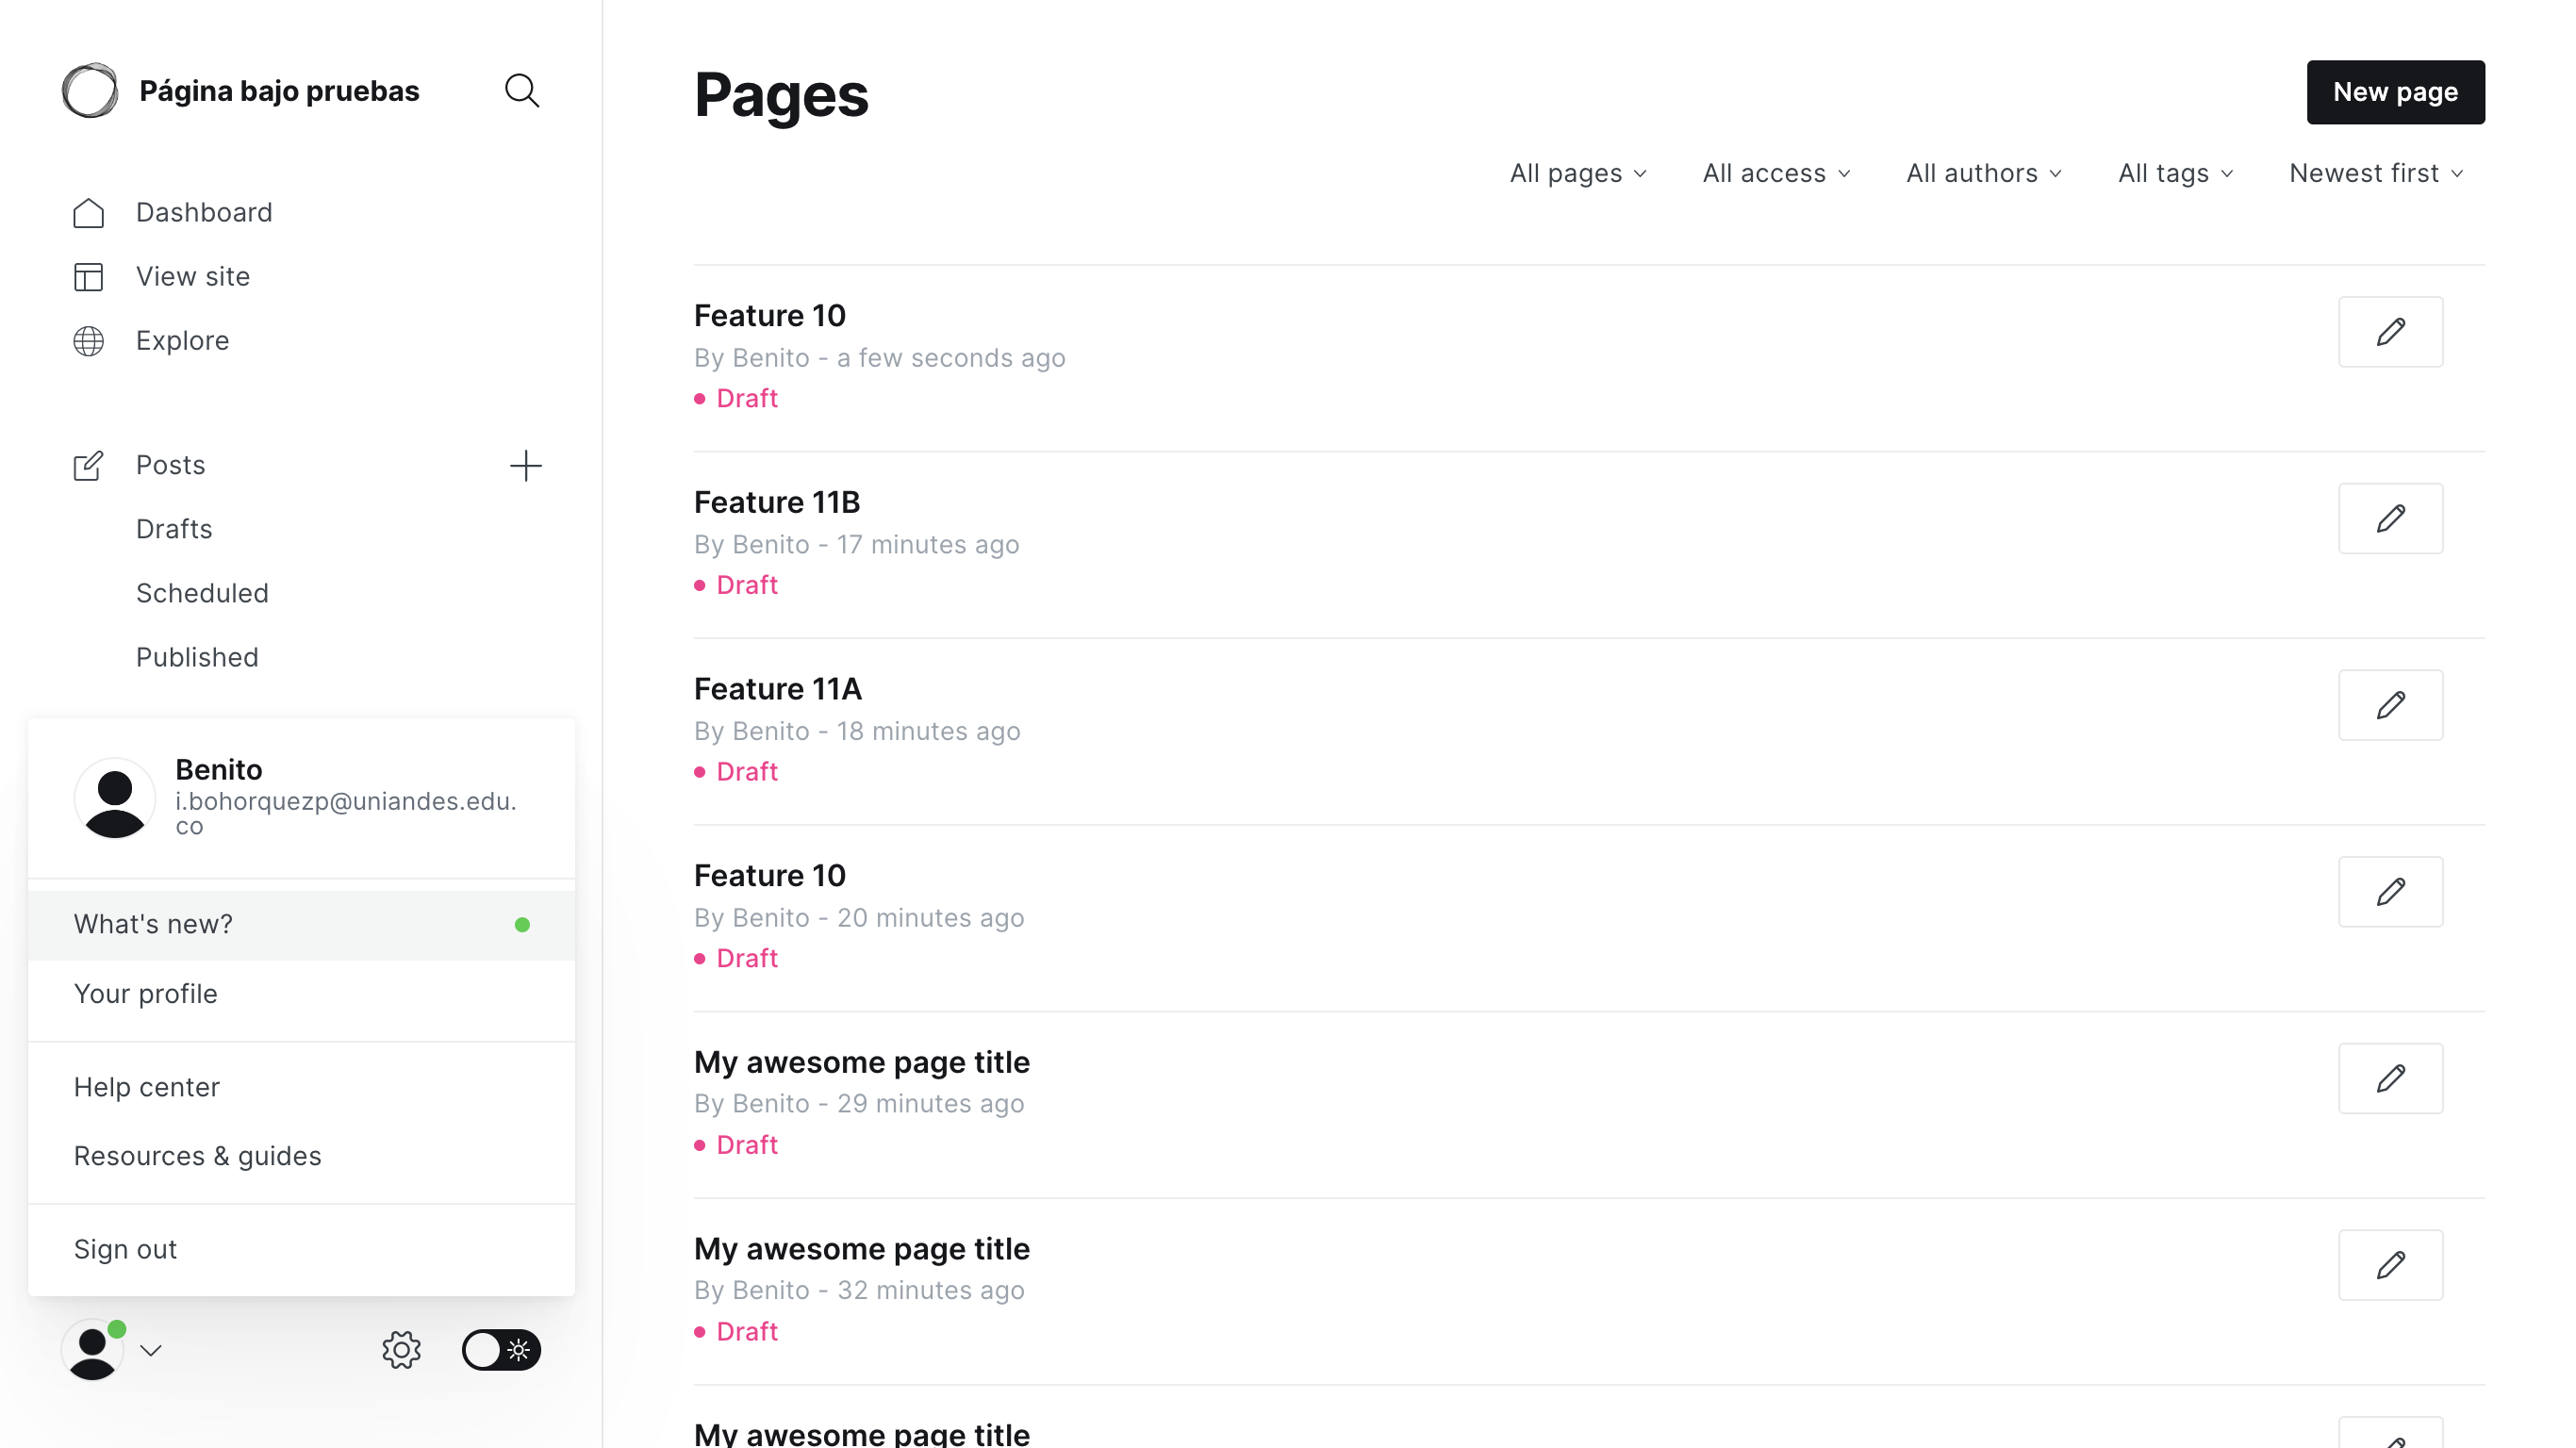 Página bajo pruebas
Dashboard
View site
Explore
Posts
Drafts
Scheduled
Published
Benito
i.bohorquezp@uniandes.edu.
co
What's new?
Your profile
Help center
Resources & guides
Sign out
Pages
New page
All pages
All access
All authors
All tags
Newest first
Feature 10
By Benito - a few seconds ago
Draft
Feature 11B
By Benito - 17 minutes ago
Draft
Feature 11A
By Benito - 18 minutes ago
Draft
Feature 10
By Benito - 20 minutes ago
Draft
My awesome page title
By Benito - 29 minutes ago
Draft
My awesome page title
By Benito - 32 minutes ago
Draft
My awesome page title